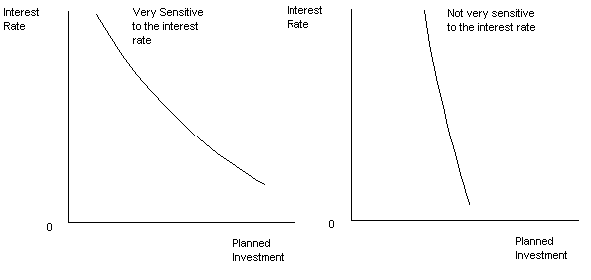 Interest
Rate
Very Sensitive
to the interest
rate
0
Planned
Investment
Interest
Rate
Not very sensitive
to the interest rate
0
Planned
Investment